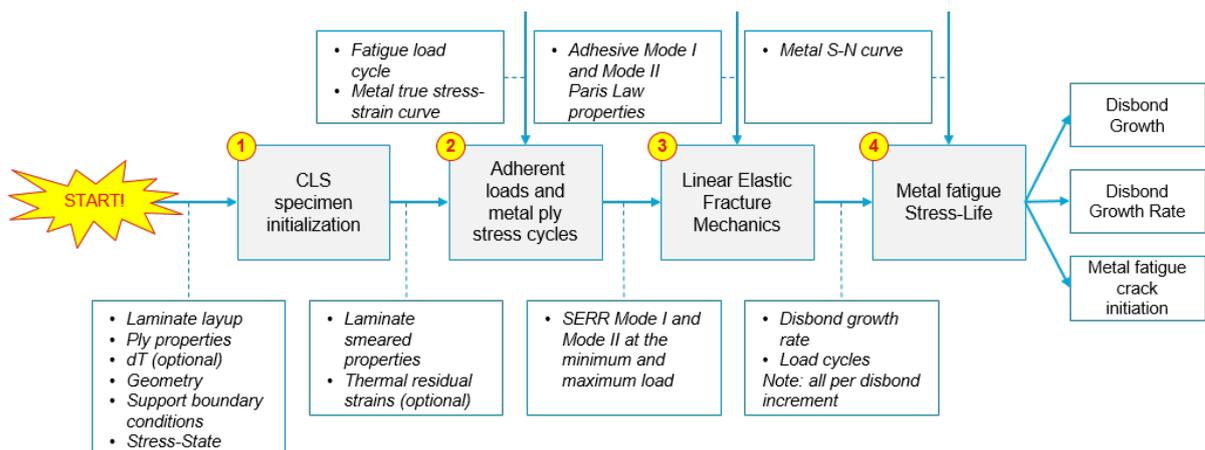 • Fatigue load
cycle
• Metal true stress-
strain curve
• Adhesive Mode I
and Mode II
Paris Law
properties
• Metal S-N curve
START!
1
CLS
specimen
initialization
2
Adherent
loads and
metal ply
stress cycles
3
Linear Elastic
Fracture
Mechanics
4
Metal fatigue
Stress-Life
Disbond
Growth
Disbond
Growth Rate
Metal fatigue
crack
initiation
• Laminate layup
• Ply properties
• dT (optional)
• Geometry
• Support boundary
conditions
• Stress-State
• Laminate
smeared
properties
• Thermal residual
strains (optional)
• SERR Mode I and
Mode II at the
minimum and
maximum load
• Disbond growth
rate
• Load cycles
Note: all per disbond
increment